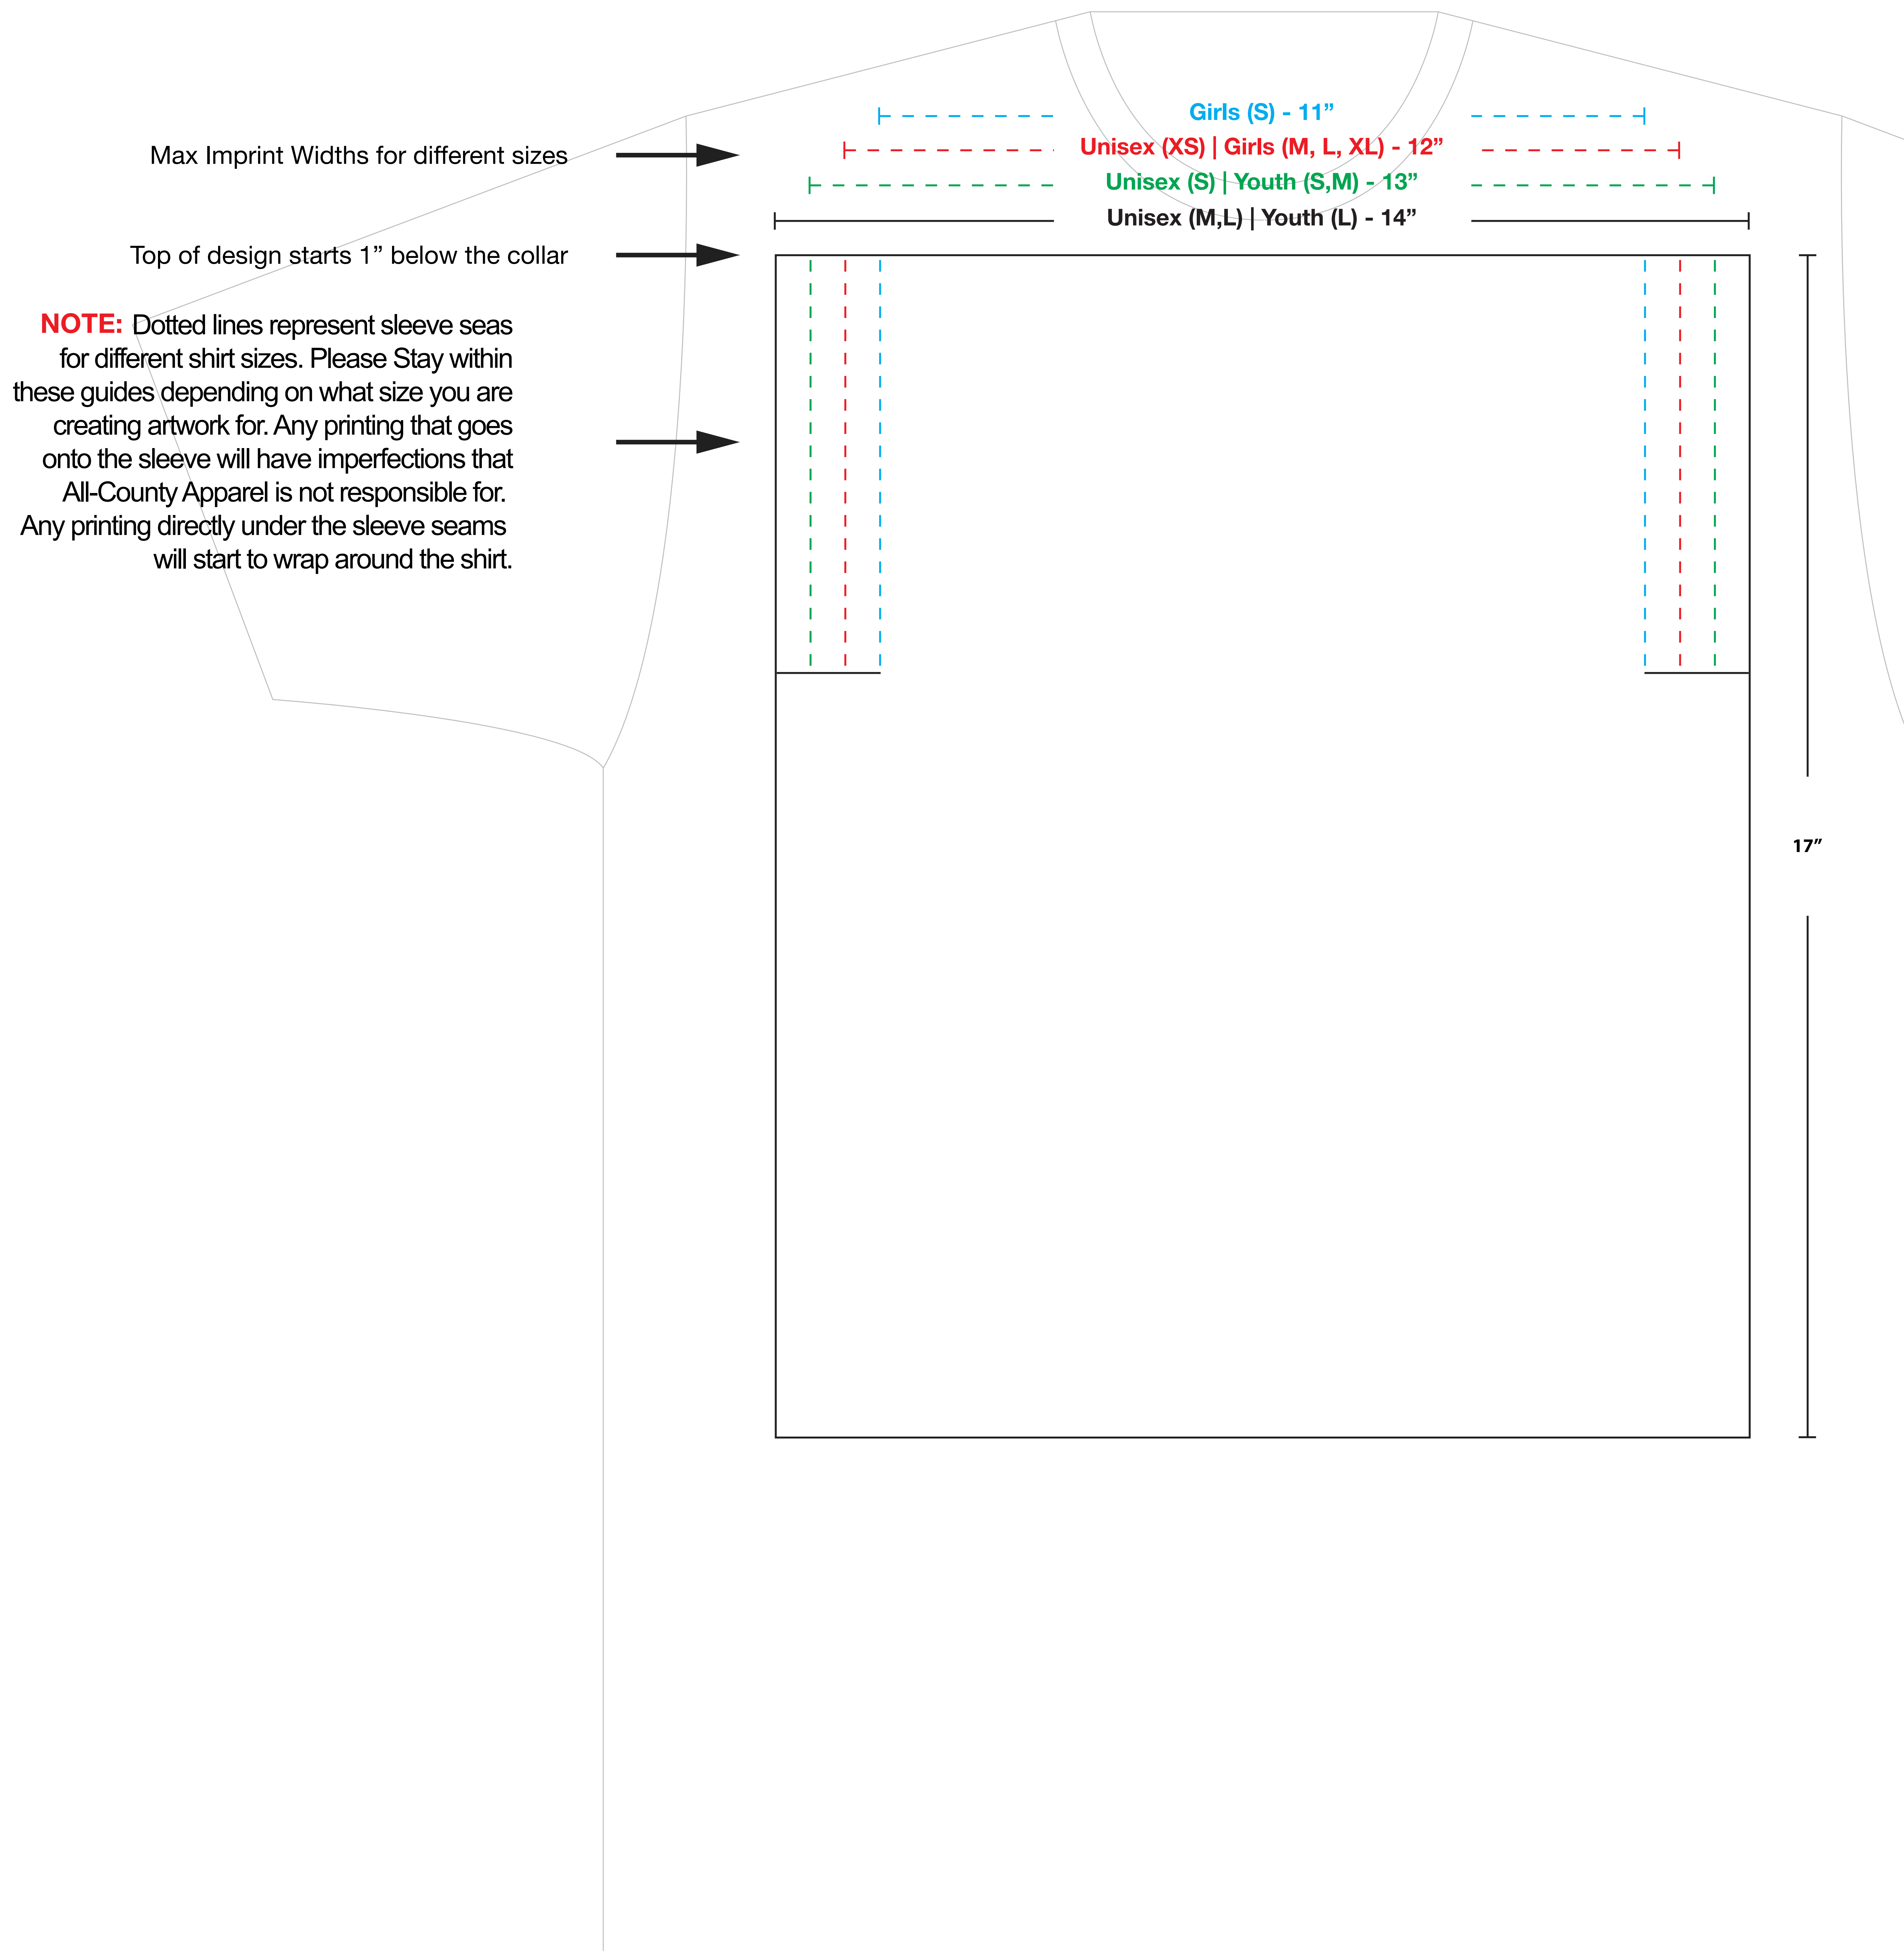 Girls (S) - 11”
Max Imprint Widths for different sizes
Unisex (XS) | Girls (M, L, XL) - 12”
Unisex (S) | Youth (S,M) - 13”
Unisex (M,L) | Youth (L) - 14”
Top of design starts 1” below the collar
NOTE: Dotted lines represent sleeve seas
for different shirt sizes. Please Stay within
these guides depending on what size you are
creating artwork for. Any printing that goes
onto the sleeve will have imperfections that
All-County Apparel is not responsible for.
Any printing directly under the sleeve seams
will start to wrap around the shirt.
17”